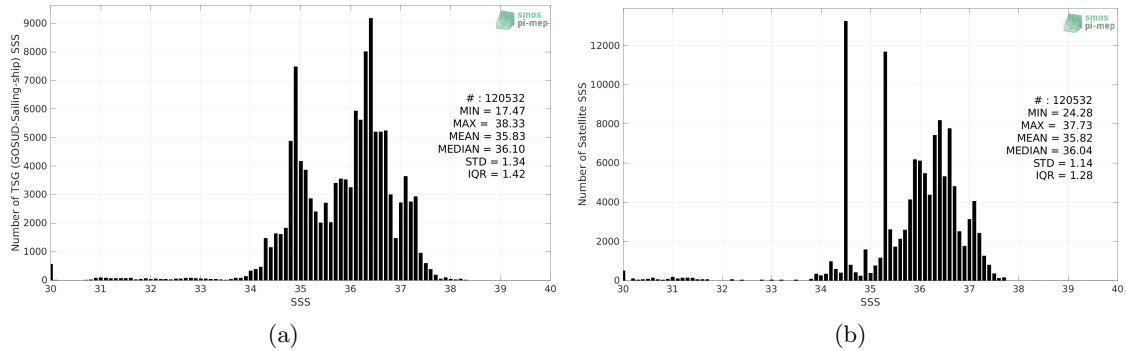 9000
8000
7000
6000
5000
4000
3000
2000
1000
0
Number of TSG (GOSUD-Sailing-ship) SSS
smos
pi-mep
# : 120532
MIN = 17.47
MAX = 38.33
MEAN = 35.83
MEDIAN = 36.10
STD = 1.34
IQR = 1.42
30 31 32 33 34 35 36 37 38 39 40
SSS
(a)
12000
10000
8000
6000
4000
2000
0
Number of Satellite SSS
smos
pi-mep
# : 120532
MIN = 24.28
MAX = 37.73
MEAN = 35.82
MEDIAN = 36.04
STD = 1.14
IQR = 1.28
30 31 32 33 34 35 36 37 38 39 40
SSS
(b)